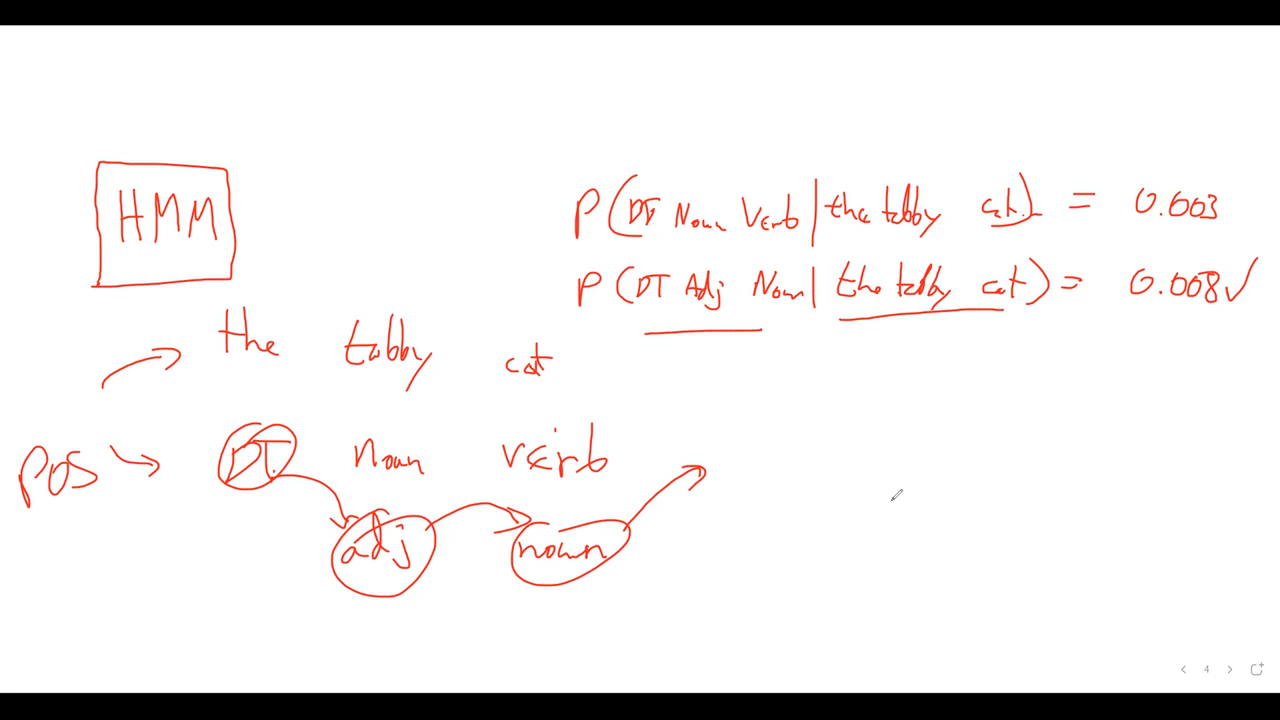 HMM
P(DT Noun Verb | the tabby cat) = 0.003
P(DT Adj Noun | the tabby cat) = 0.008✓
the tabby cat
POS → DT noun verb
adj noun
4